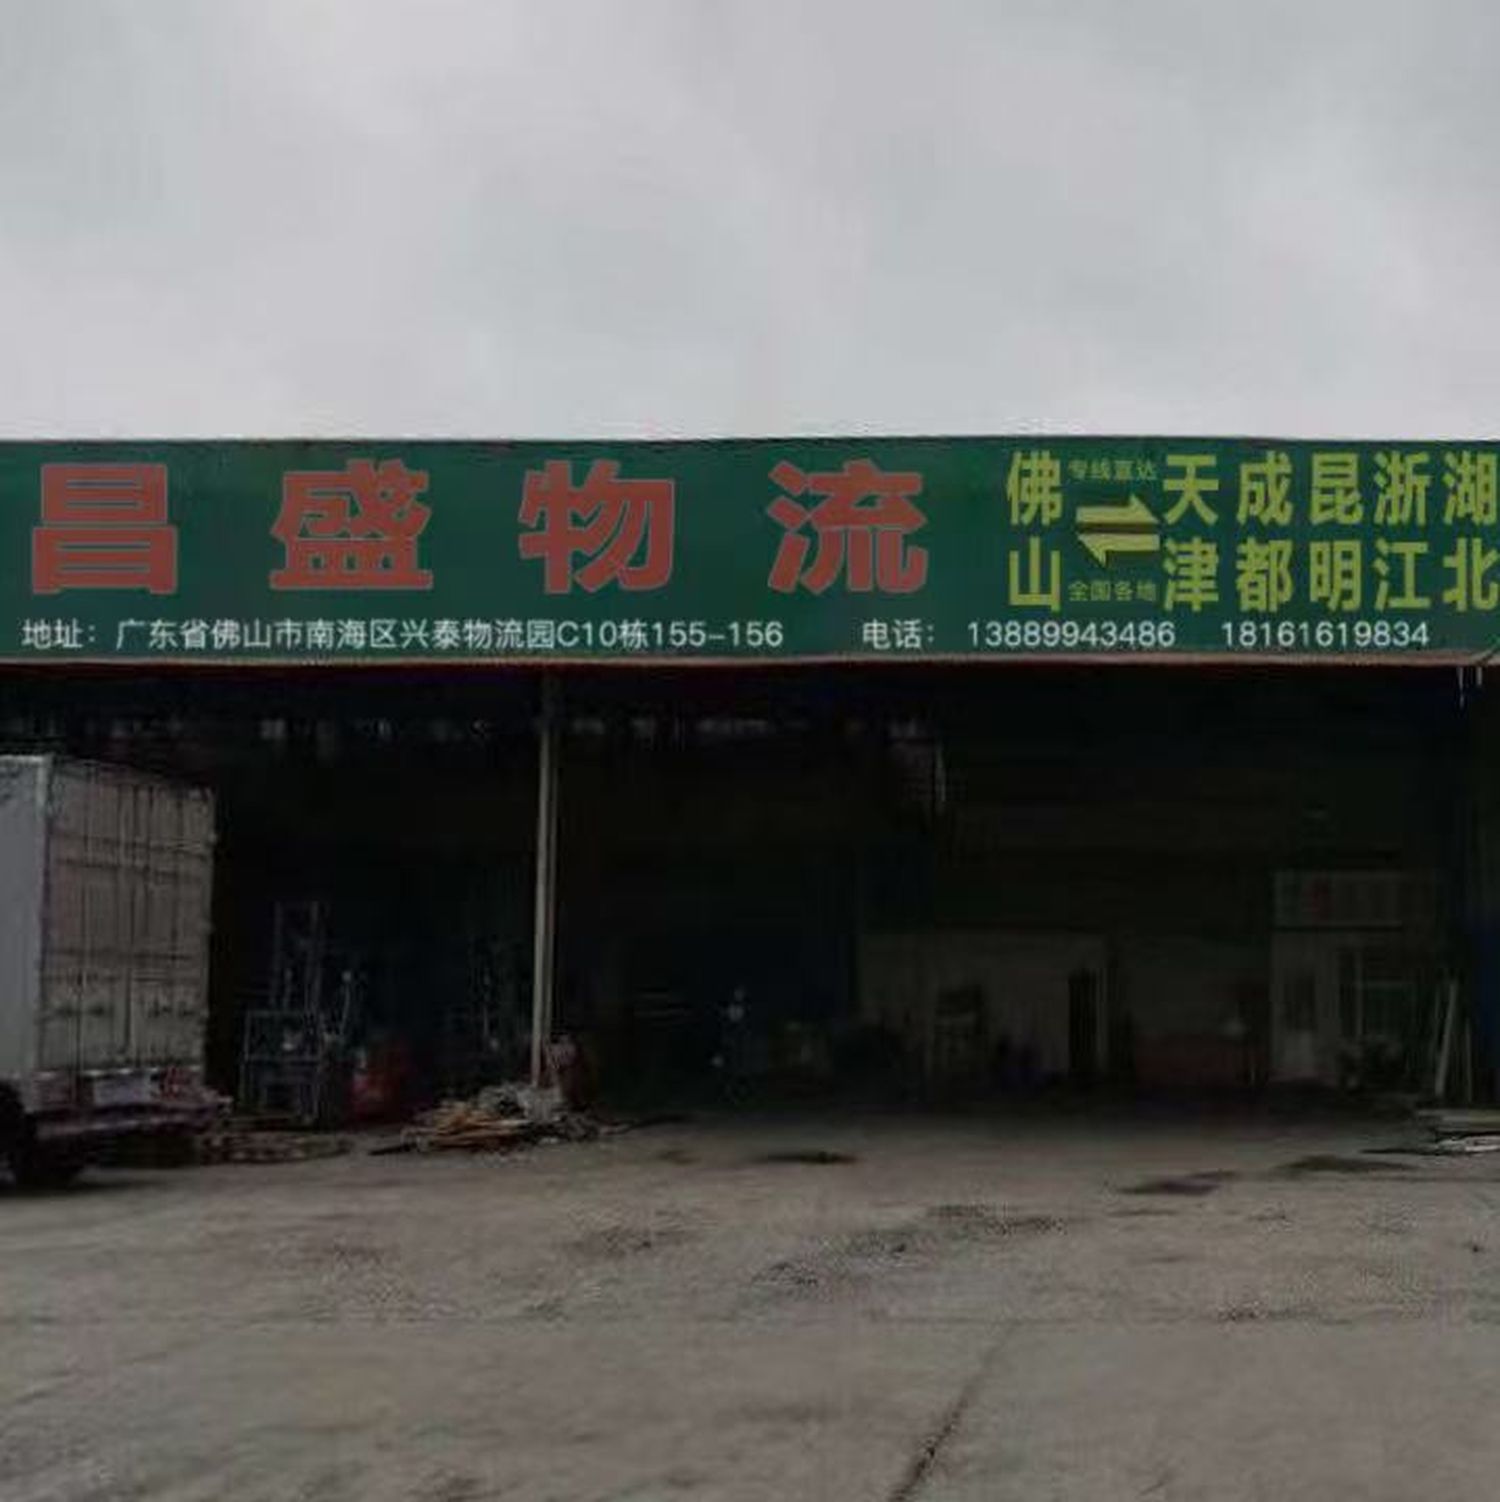 昌盛物流
佛山
专线直达
全国各地
天津
成都
昆明
浙江
湖北
地址：广东省佛山市南海区兴泰物流园C10栋155-156
电话：13889943486 18161619834